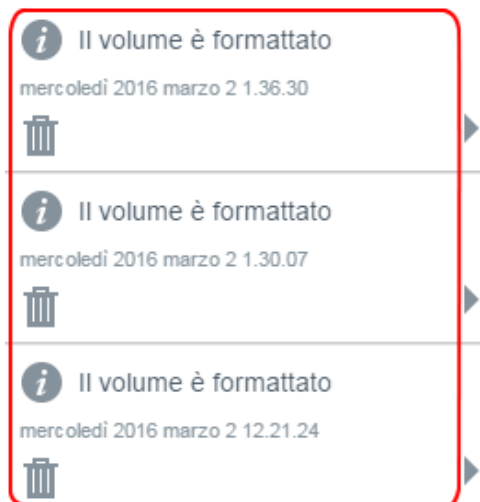 Il volume è formattato
mercoledì 2016 marzo 2 1.36.30
Il volume è formattato
mercoledì 2016 marzo 2 1.30.07
Il volume è formattato
mercoledì 2016 marzo 2 12.21.24